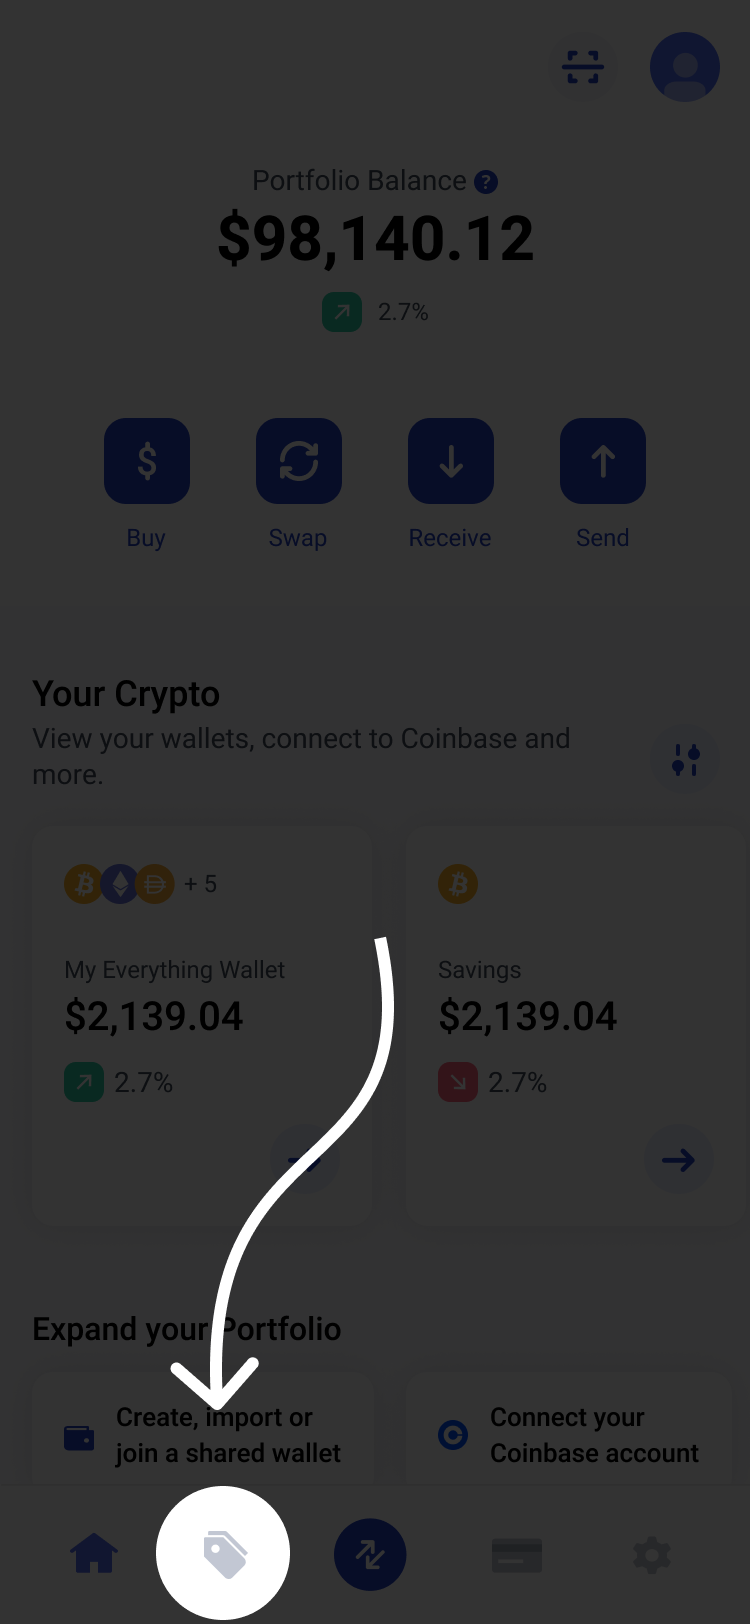 Portfolio Balance ?
$98,140.12
2.7%
$
Buy
Swap
Receive
Send
Your Crypto
View your wallets, connect to Coinbase and
more.
+ 5
My Everything Wallet
$2,139.04
2.7%
Savings
$2,139.04
2.7%
Expand your Portfolio
Create, import or
join a shared wallet
Connect your
Coinbase account